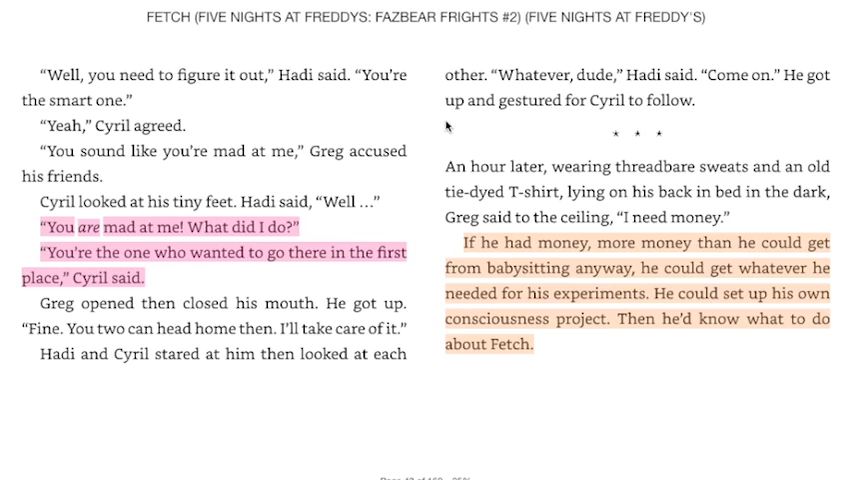 FETCH (FIVE NIGHTS AT FREDDYS: FAZBEAR FRIGHTS #2) (FIVE NIGHTS AT FREDDY'S)
“Well, you need to figure it out,” Hadi said. “You’re
the smart one.”
“Yeah,” Cyril agreed.
“You sound like you’re mad at me,” Greg accused
his friends.
Cyril looked at his tiny feet. Hadi said, “Well …”
“You are mad at me! What did I do?”
“You’re the one who wanted to go there in the first
place,” Cyril said.
Greg opened then closed his mouth. He got up.
“Fine. You two can head home then. I’ll take care of it.”
Hadi and Cyril stared at him then looked at each
other. “Whatever, dude,” Hadi said. “Come on.” He got
up and gestured for Cyril to follow.
* * *
An hour later, wearing threadbare sweats and an old
tie-dyed T-shirt, lying on his back in bed in the dark,
Greg said to the ceiling, “I need money.”
If he had money, more money than he could get
from babysitting anyway, he could get whatever he
needed for his experiments. He could set up his own
consciousness project. Then he’d know what to do
about Fetch.